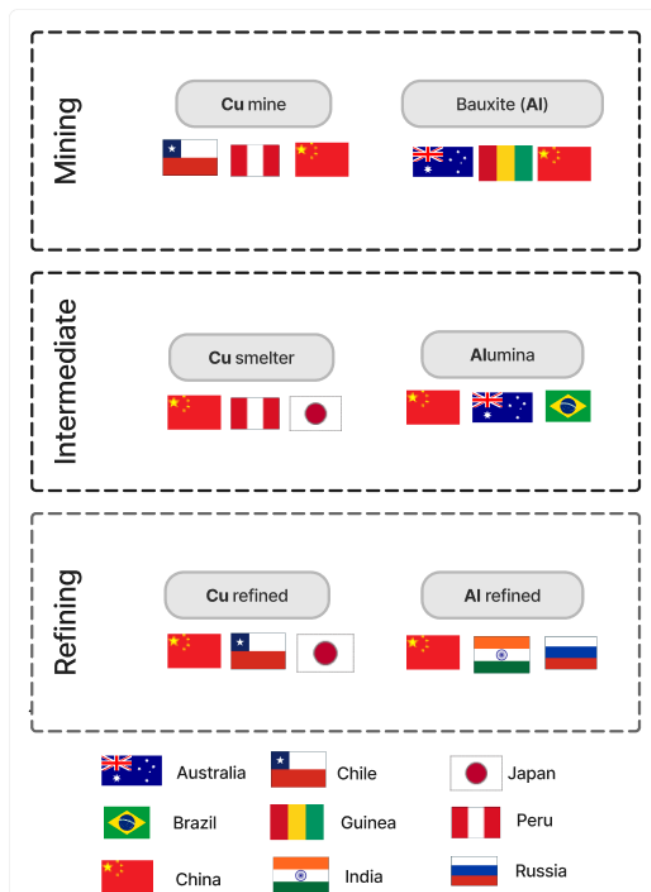 Mining
Cu mine
Bauxite (Al)
Intermediate
Cu smelter
Alumina
Refining
Cu refined
Al refined
Australia
Chile
Japan
Brazil
Guinea
Peru
China
India
Russia